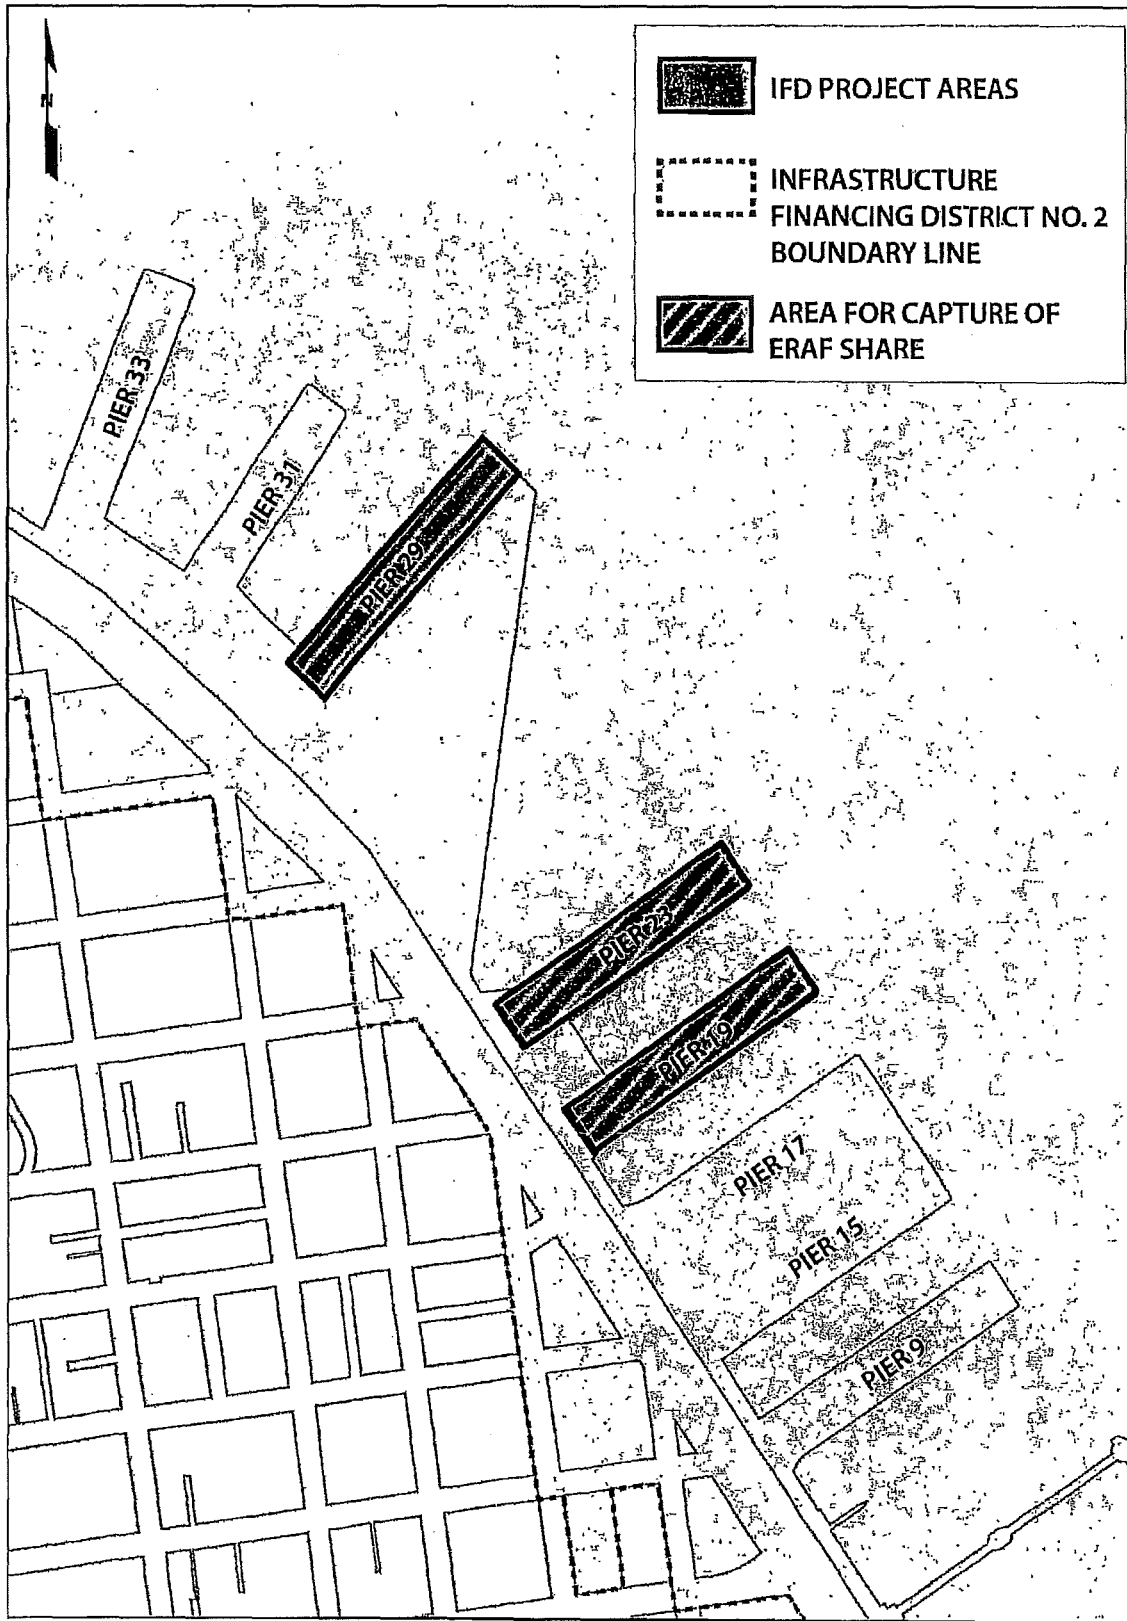 N
IFD PROJECT AREAS
INFRASTRUCTURE
FINANCING DISTRICT NO. 2
BOUNDARY LINE
AREA FOR CAPTURE OF
ERAF SHARE
PIER 33
PIER 31
PIER 29
PIER 23
PIER 19
PIER 17
PIER 15
PIER 9